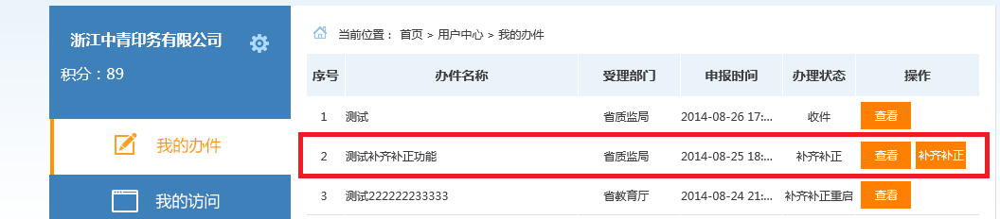 浙江中青印务有限公司
积分：89
我的办件
我的访问
当前位置： 首页 > 用户中心 > 我的办件
序号 办件名称 受理部门 申报时间 办理状态 操作
1 测试 省质监局 2014-08-26 17:... 收件 查看
2 测试补齐补正功能 省质监局 2014-08-25 18:... 补齐补正 查看 补齐补正
3 测试222222233333 省教育厅 2014-08-24 21:... 补齐补正重启 查看